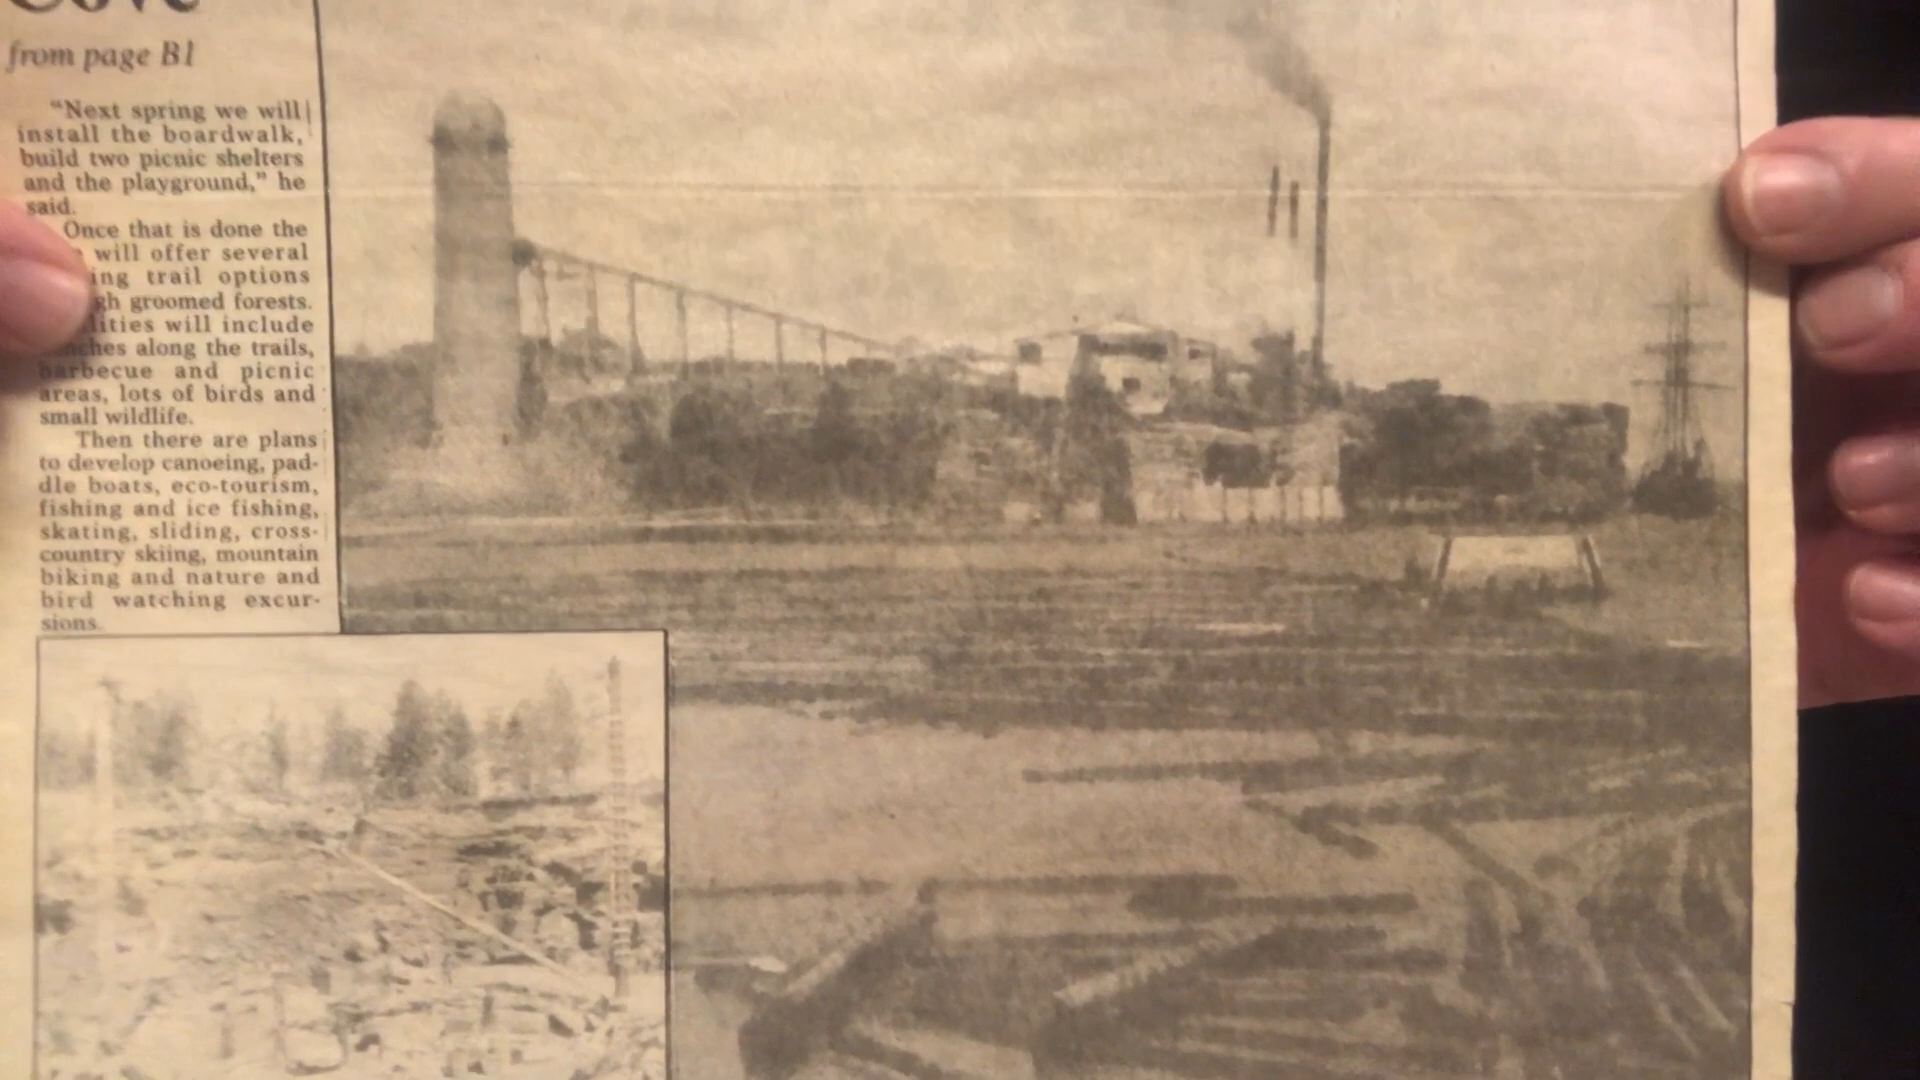 Cove
from page B1
"Next spring we will
install the boardwalk,
build two picnic shelters
and the playground," he
said.
Once that is done the
will offer several
ing trail options
gh groomed forests.
lities will include
ches along the trails,
barbecue and picnic
areas, lots of birds and
small wildlife.
Then there are plans
to develop canoeing, pad-
dle boats, eco-tourism,
fishing and ice fishing,
skating, sliding, cross-
country skiing, mountain
biking and nature and
bird watching excur-
sions.